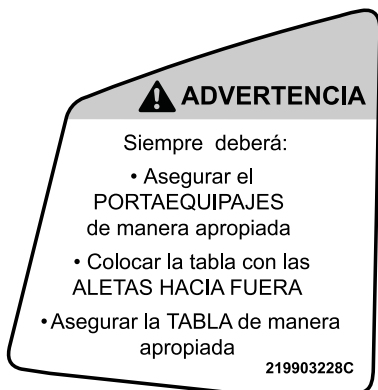 ADVERTENCIA
Siempre deberá:
• Asegurar el
PORTAEQUIPAJES
de manera apropiada
• Colocar la tabla con las
ALETAS HACIA FUERA
• Asegurar la TABLA de manera
apropiada
219903228C